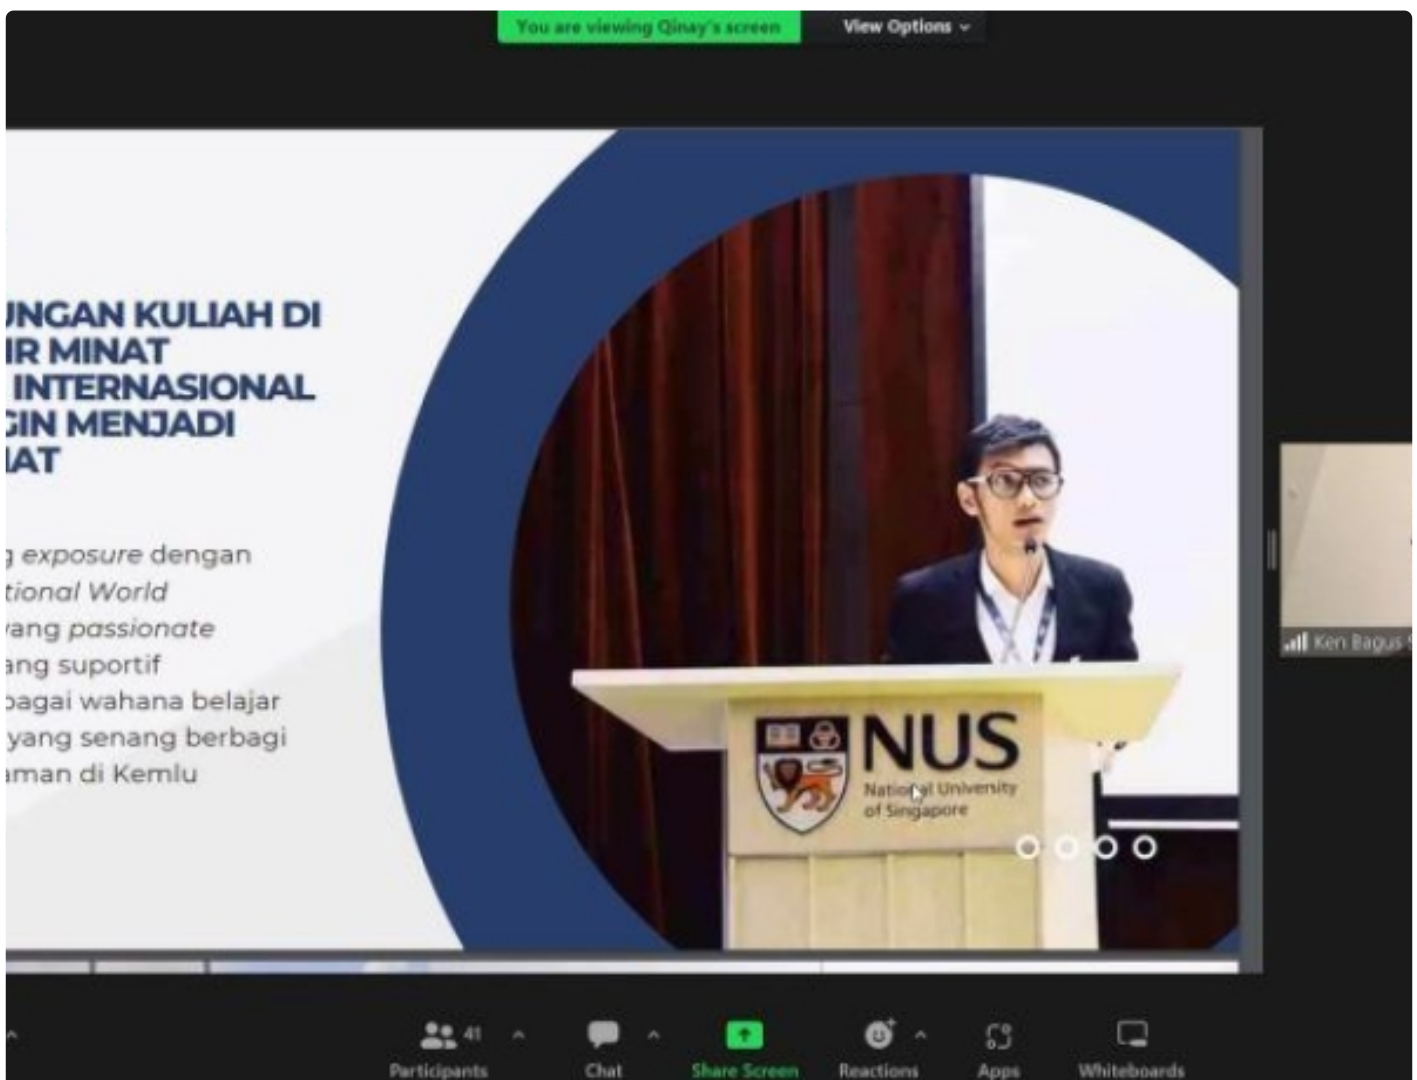 You are viewing Qinay's screen
View Options
UNGAN KULIAH DI
IR MINAT
INTERNASIONAL
GIN MENJADI
IAT
g exposure dengan
tional World
yang passionate
ang suportif
bagai wahana belajar
yang senang berbagi
aman di Kemlu
NUS
National University
of Singapore
Ken Bagus S
41
Participants
Chat
Share Screen
Reactions
Apps
Whiteboards